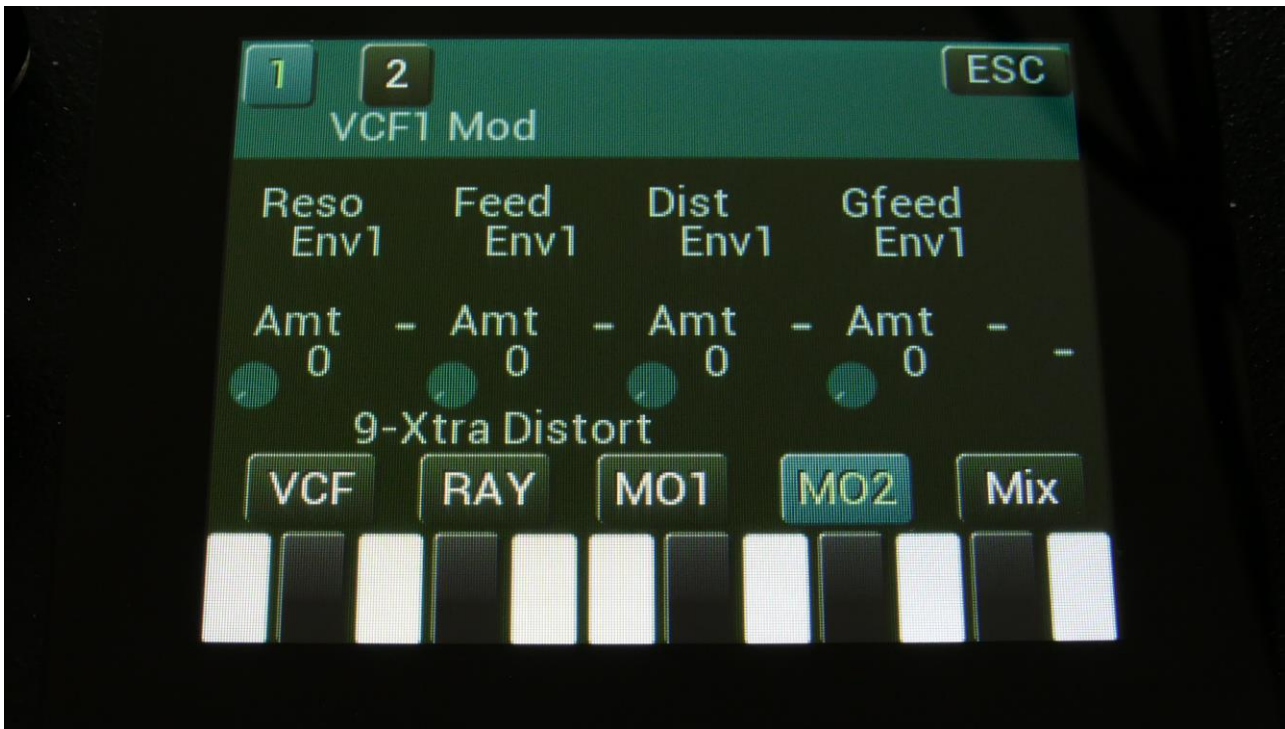 1 2 ESC
VCF1 Mod
Reso Feed Dist Gfeed
Env1 Env1 Env1 Env1
Amt - Amt - Amt - Amt -
0 0 0 0 -
9-Xtra Distort
VCF RAY MO1 MO2 Mix